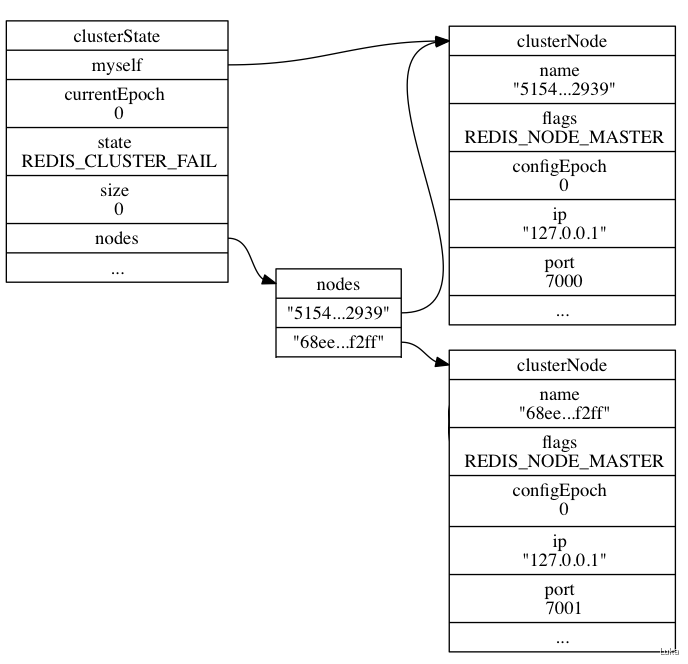 clusterState
myself
currentEpoch
0
state
REDIS_CLUSTER_FAIL
size
0
nodes
...
nodes
"5154...2939"
"68ee...f2ff"
clusterNode
name
"5154...2939"
flags
REDIS_NODE_MASTER
configEpoch
0
ip
"127.0.0.1"
port
7000
...
clusterNode
name
"68ee...f2ff"
flags
REDIS_NODE_MASTER
configEpoch
0
ip
"127.0.0.1"
port
7001
...
Luka